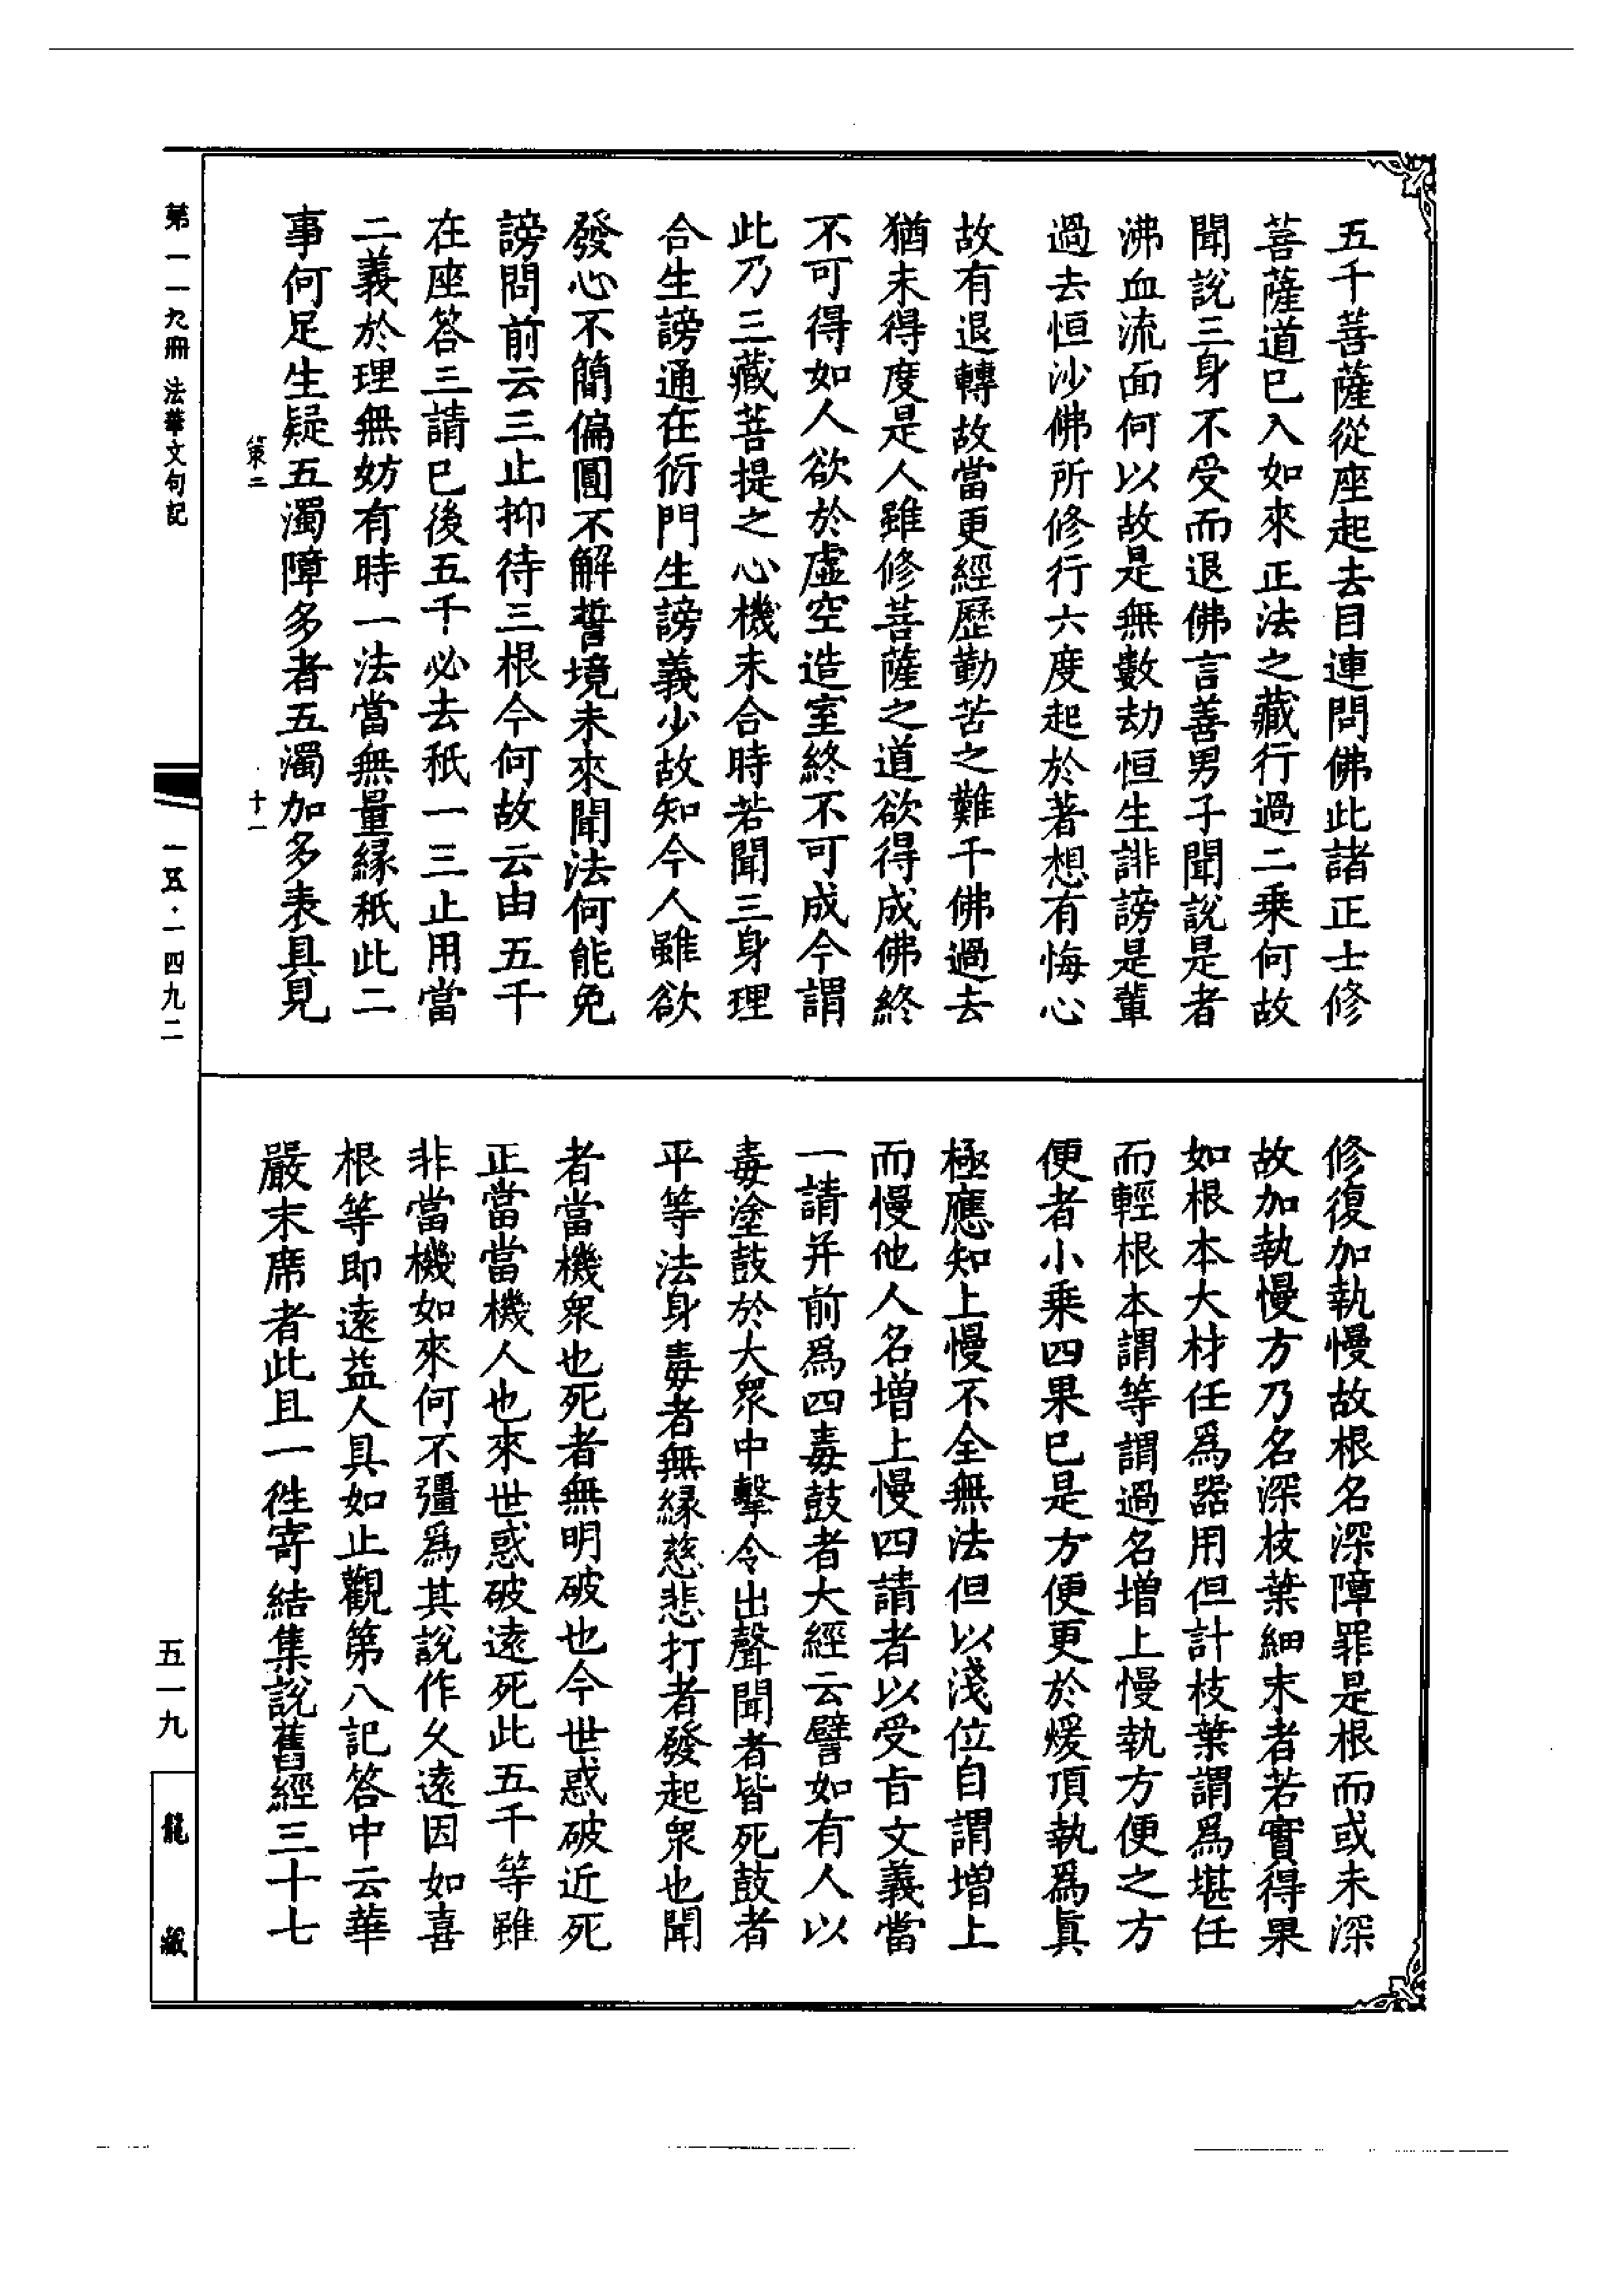 五千菩薩從座起去目連問佛此諸正士修
菩薩道已入如來正法之藏行過二乘何故
聞說三身不受而退佛言善男子聞說是者
沸血流面何以故是無數劫恒生誹謗是輩
過去恒沙佛所修行六度起於著想有悔心
故有退轉故當更經歷勤苦之難千佛過去
猶未得度是人雖修菩薩之道欲得成佛終
不可得如人欲於虛空造室終不可成今謂
此乃三藏菩提之心機未合時若聞三身理
合生謗通在衍門生謗義少故知今人雖欲
發心不簡偏圓不解誓境未來聞法何能免
謗問前云三止抑待三根今何故云由五千
在座答三請已後五千必去秖一三止用當
二義於理無妨有時一法當無量緣秖此二
事何足生疑五濁障多者五濁加多表具見
策二 十一
修復加執慢故根名深障罪是根而或未深
故加執慢方乃名深枝葉細末者若實得果
如根本大材任爲器用但計枝葉謂爲堪任
而輕根本謂等謂過名增上慢執方便之方
便者小乘四果已是方便更於煖頂執爲真
極應知上慢不全無法但以淺位自謂增上
而慢他人名增上慢四請者以受旨文義當
一請并前爲四毒鼓者大經云譬如有人以
毒塗鼓於大眾中擊令出聲聞者皆死鼓者
平等法身毒者無緣慈悲打者發起眾也聞
者當機眾也死者無明破也今世惑破近死
正當當機人也來世惑破遠死此五千等雖
非當機如來何不彊爲其說作久遠因如喜
根等即遠益人具如止觀第八記答中云華
嚴末席者此且一徃寄結集說舊經三十七
第一一九冊 法華文句記
一五·一四九二
五一九
龍藏